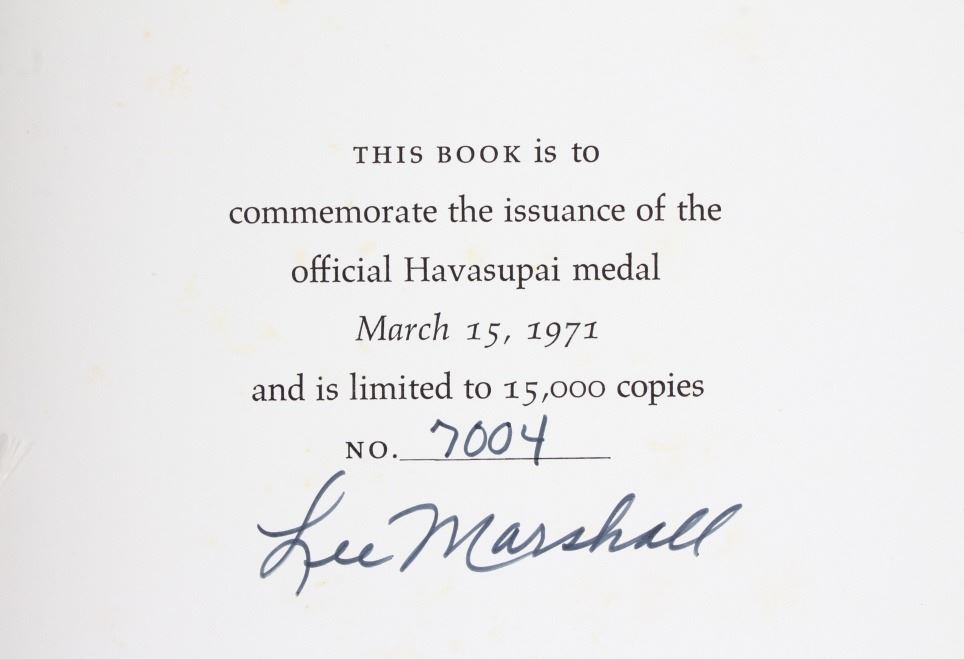 THIS BOOK is to
commemorate the issuance of the
official Havasupai medal
March 15, 1971
and is limited to 15,000 copies
NO. 7004
Lee Marshall